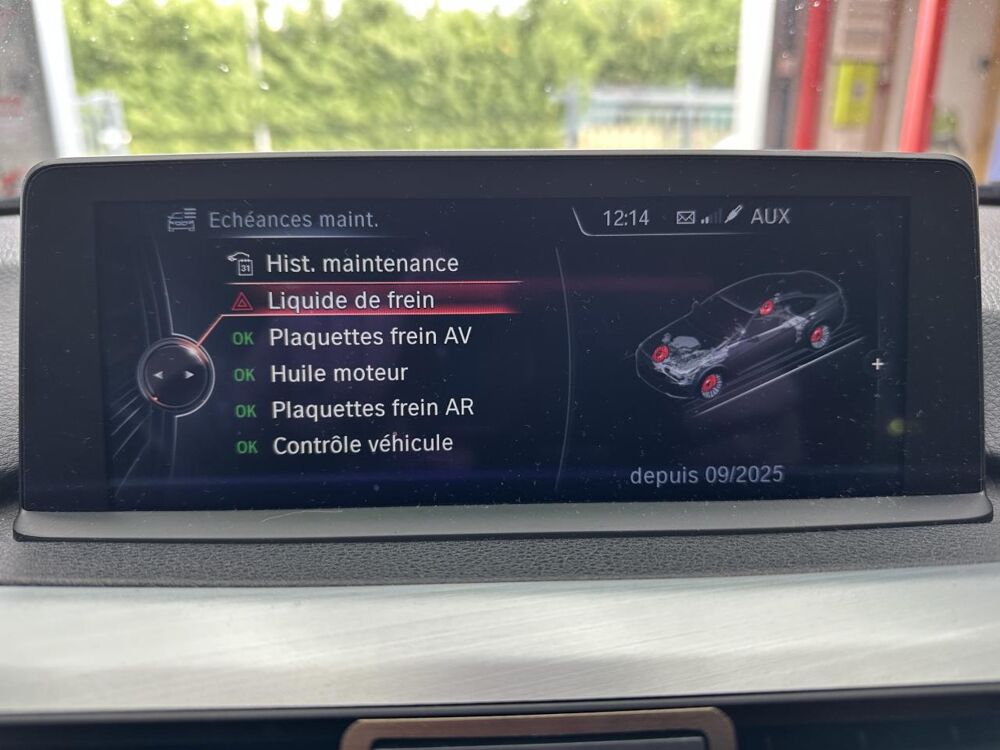 Echéances maint.
12:14 AUX
31 Hist. maintenance
Liquide de frein
OK Plaquettes frein AV
OK Huile moteur
OK Plaquettes frein AR
OK Contrôle véhicule
depuis 09/2025